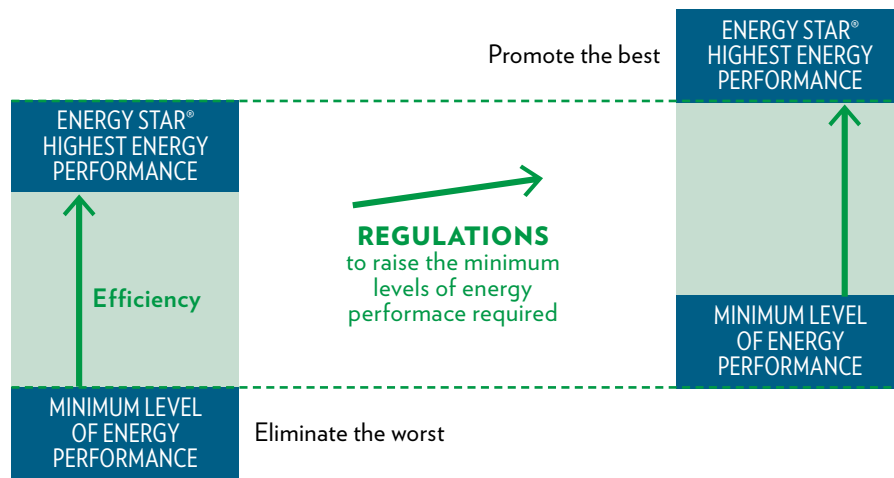 ENERGY STAR®
HIGHEST ENERGY
PERFORMANCE
Efficiency
MINIMUM LEVEL
OF ENERGY
PERFORMANCE
Eliminate the worst
REGULATIONS
to raise the minimum
levels of energy
performace required
Promote the best
ENERGY STAR®
HIGHEST ENERGY
PERFORMANCE
MINIMUM LEVEL
OF ENERGY
PERFORMANCE